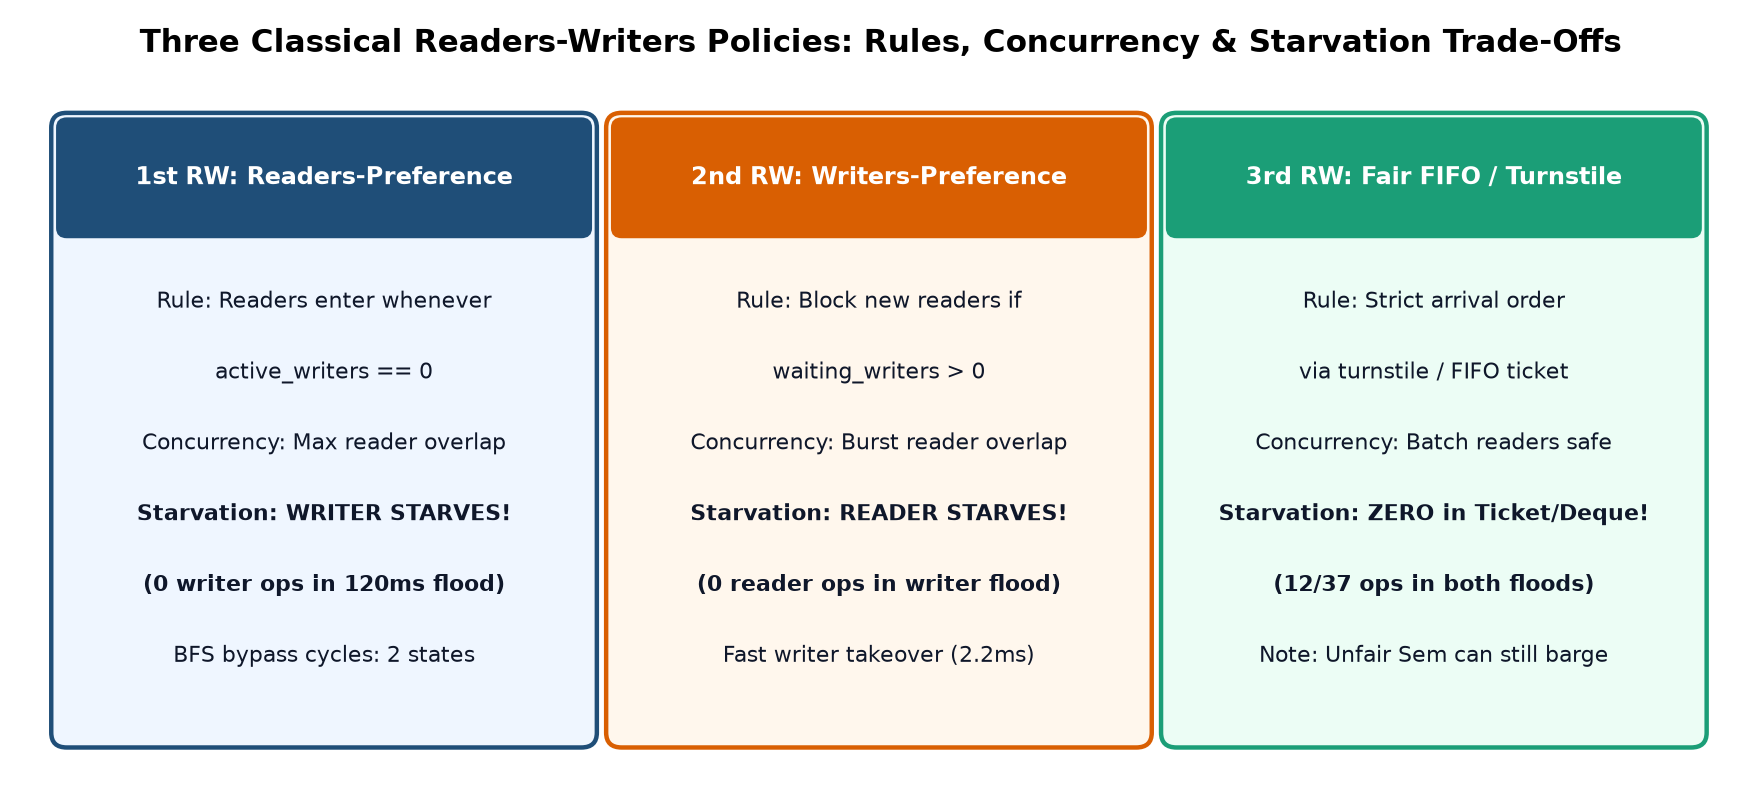 Three Classical Readers-Writers Policies: Rules, Concurrency & Starvation Trade-Offs
1st RW: Readers-Preference
Rule: Readers enter whenever
active_writers == 0
Concurrency: Max reader overlap
Starvation: WRITER STARVES!
(0 writer ops in 120ms flood)
BFS bypass cycles: 2 states
2nd RW: Writers-Preference
Rule: Block new readers if
waiting_writers > 0
Concurrency: Burst reader overlap
Starvation: READER STARVES!
(0 reader ops in writer flood)
Fast writer takeover (2.2ms)
3rd RW: Fair FIFO / Turnstile
Rule: Strict arrival order
via turnstile / FIFO ticket
Concurrency: Batch readers safe
Starvation: ZERO in Ticket/Deque!
(12/37 ops in both floods)
Note: Unfair Sem can still barge